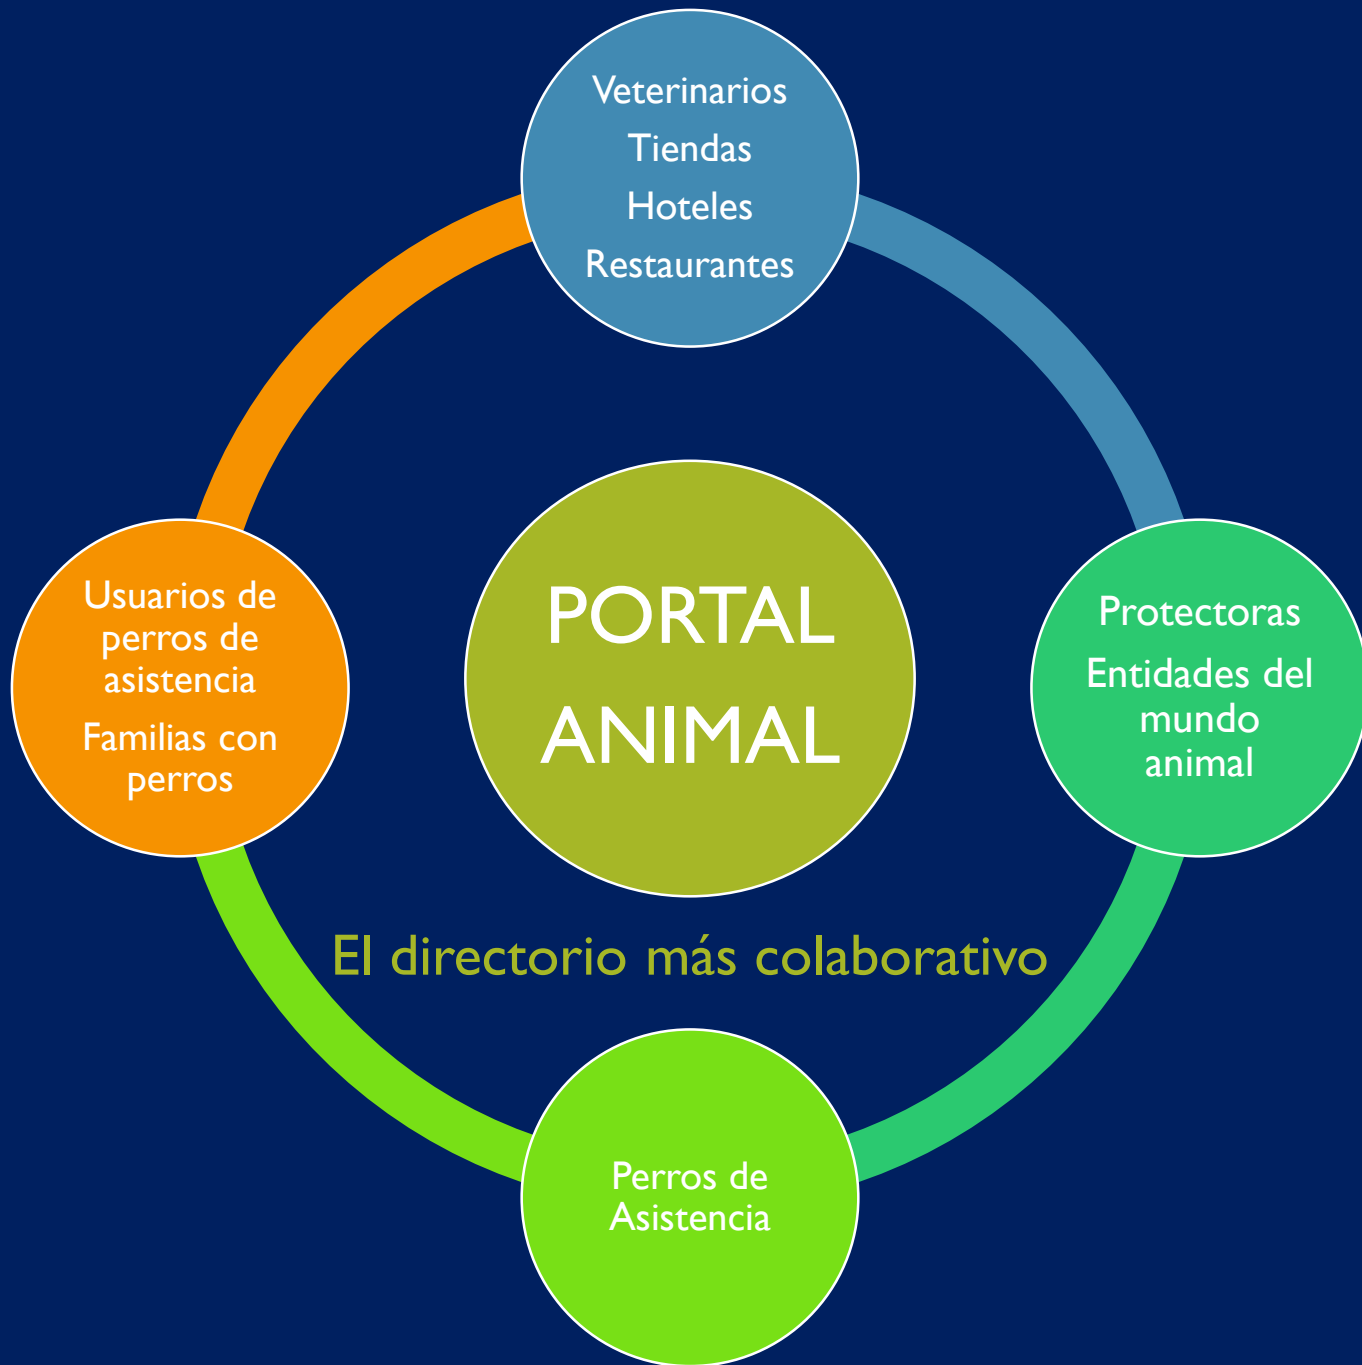 Veterinarios
Tiendas
Hoteles
Restaurantes
Usuarios de
perros de
asistencia
Familias con
perros
PORTAL
ANIMAL
Protectoras
Entidades del
mundo
animal
El directorio más colaborativo
Perros de
Asistencia